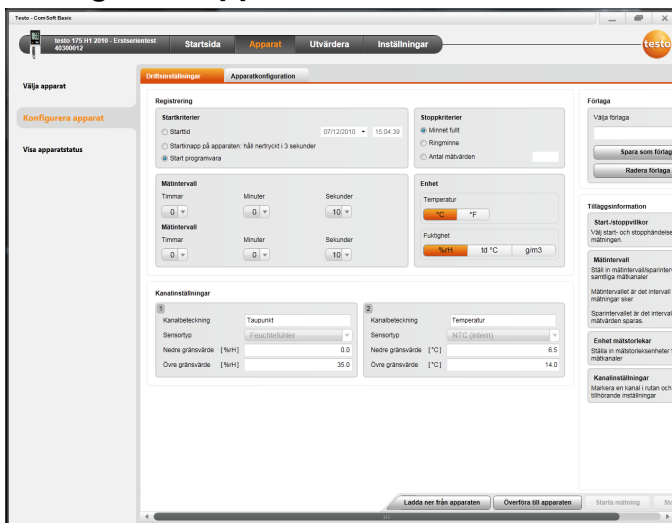 Testo - ComSoft Basic
testo 175 H1 2010 - Erstserientest
40300012
Startsida Apparat Utvärdera Inställningar
testo
Välja apparat
Konfigurera apparat
Visa apparatstatus
Driftsinställningar Apparatkonfiguration
Registrering
Startkriterier
Starttid 07/12/2010 15:04:39
Startknapp på apparaten: håll nertryckt i 3 sekunder
Start programvara
Stoppkriterier
Minnet fullt
Ringminne
Antal mätvärden
Mätintervall
Timmar Minuter Sekunder
0 0 10
Mätintervall
Timmar Minuter Sekunder
0 0 10
Enhet
Temperatur
°C °F
Fuktighet
%rH td °C g/m3
Kanalinställningar
1
Kanalbeteckning Taupunkt
Sensortyp Feuchtefühler
Nedre gränsvärde [%rH] 0.0
Övre gränsvärde [%rH] 35.0
2
Kanalbeteckning Temperatur
Sensortyp NTC (intern)
Nedre gränsvärde [°C] 6.5
Övre gränsvärde [°C] 14.0
Förlaga
Välja förlaga
Spara som förlag
Radera förlaga
Tilläggsinformation
Start-/stoppvillkor
Välj start- och stopphändelse
mätningen.
Mätintervall
Ställ in mätintervall/sparinterv
samtliga mätkanaler
Mätintervallet är det intervall
mätningar sker
Sparintervallet är det interval
mätvärden sparas.
Enhet mätstorlekar
Ställa in mätstorleksenheter f
mätkanaler
Kanalinställningar
Markera en kanal i rutan och
tillhörande inställningar
Ladda ner från apparaten Överföra till apparaten Starta mätning Sto